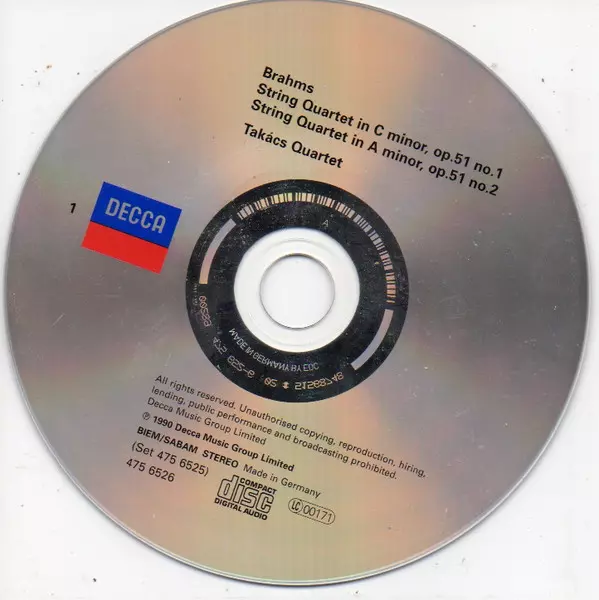 Brahms
String Quartet in C minor, op.51 no.1
String Quartet in A minor, op.51 no.2
Takács Quartet
1
DECCA
MADE IN GERMANY BY EDC
All rights reserved. Unauthorised copying, reproduction, hiring,
lending, public performance and broadcasting prohibited.
Decca Music Group Limited
℗ 1990 Decca Music Group Limited
BIEM/SABAM STEREO Made in Germany
(Set 475 6525)
475 6526
COMPACT
disc
DIGITAL AUDIO
LC 00171